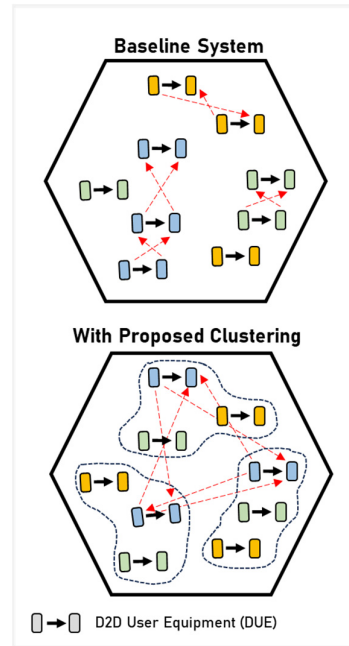 Baseline System
With Proposed Clustering
D2D User Equipment (DUE)